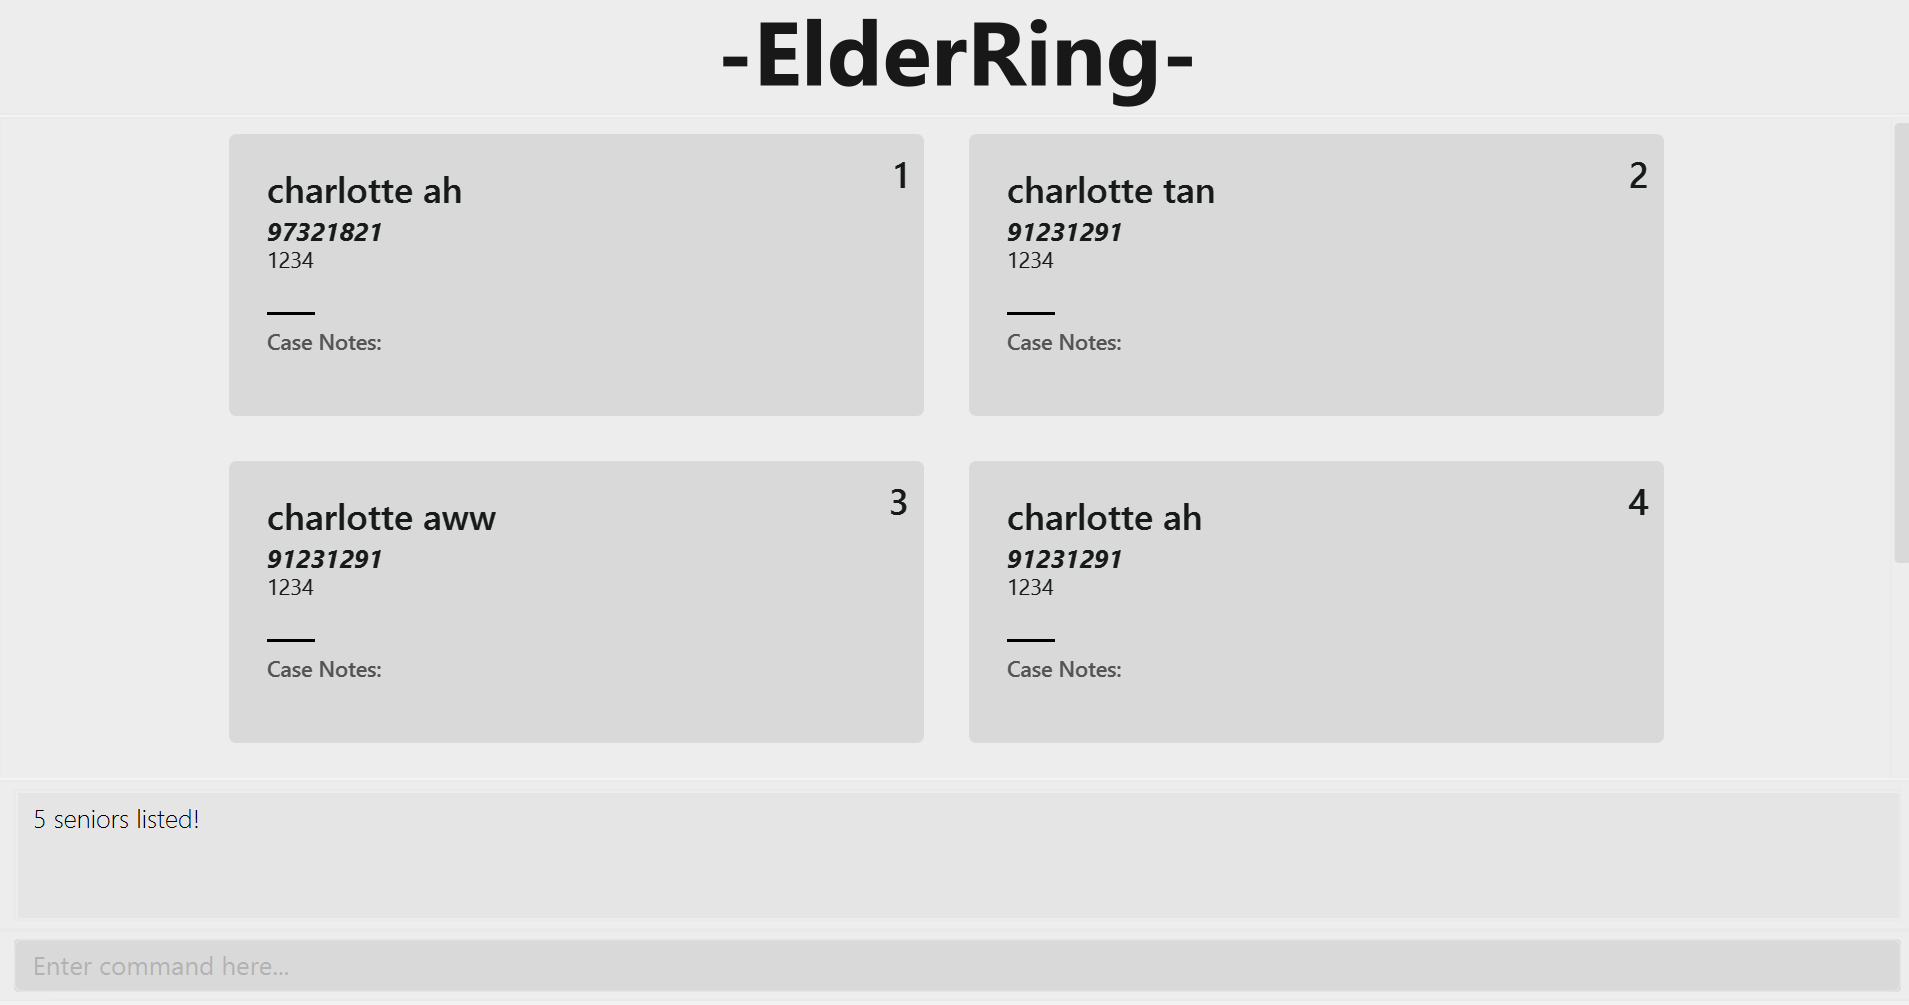 -ElderRing-
charlotte ah
1
97321821
1234
Case Notes:
charlotte tan
2
91231291
1234
Case Notes:
charlotte aww
3
91231291
1234
Case Notes:
charlotte ah
4
91231291
1234
Case Notes:
5 seniors listed!
Enter command here...